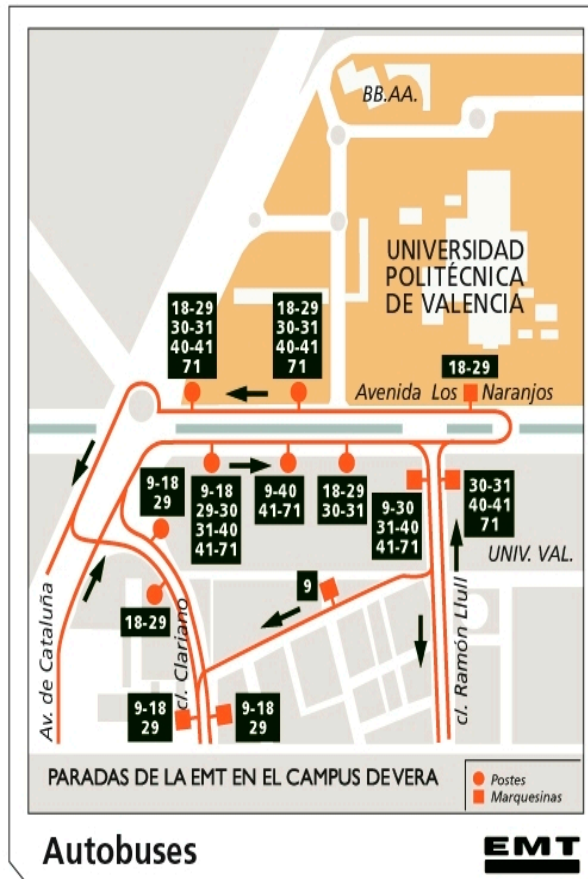 BB.AA.
UNIVERSIDAD
POLITÉCNICA
DE VALENCIA
18-29
30-31
40-41
71
18-29
30-31
40-41
71
18-29
Avenida Los Naranjos
9-18
29
9-18
29-30
31-40
41-71
9-40
41-71
18-29
30-31
9-30
31-40
41-71
30-31
40-41
71
UNIV. VAL.
9
18-29
Av. de Cataluña
cl. Clariano
cl. Ramón Llull
9-18
29
9-18
29
PARADAS DE LA EMT EN EL CAMPUS DE VERA
Postes
Marquesinas
Autobuses
EMT